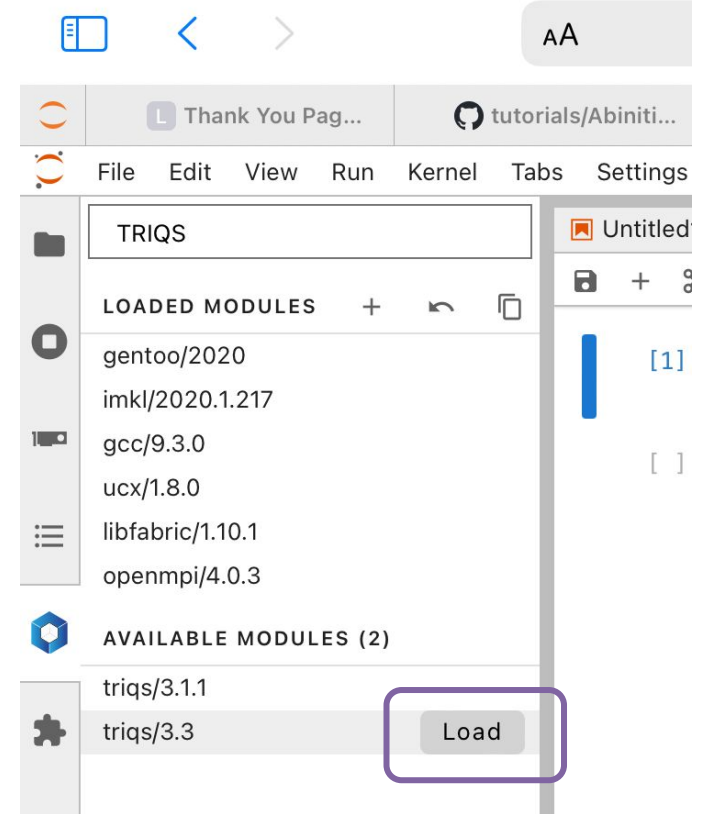 AA
L Thank You Pag...
tutorials/Abiniti...
File Edit View Run Kernel Tabs Settings
TRIQS
Untitled
LOADED MODULES
gentoo/2020
[1]
imkl/2020.1.217
gcc/9.3.0
[ ]
ucx/1.8.0
libfabric/1.10.1
openmpi/4.0.3
AVAILABLE MODULES (2)
triqs/3.1.1
triqs/3.3 Load